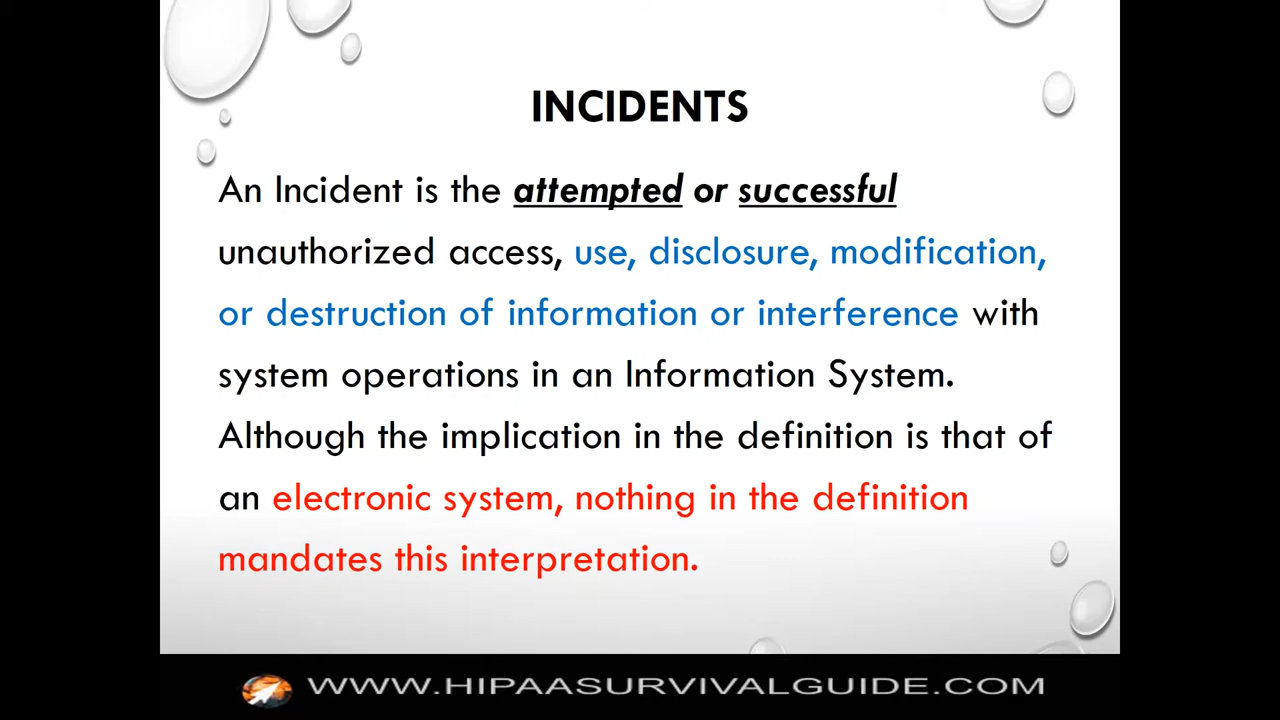 INCIDENTS
An Incident is the attempted or successful
unauthorized access, use, disclosure, modification,
or destruction of information or interference with
system operations in an Information System.
Although the implication in the definition is that of
an electronic system, nothing in the definition
mandates this interpretation.
WWW.HIPAASURVIVALGUIDE.COM